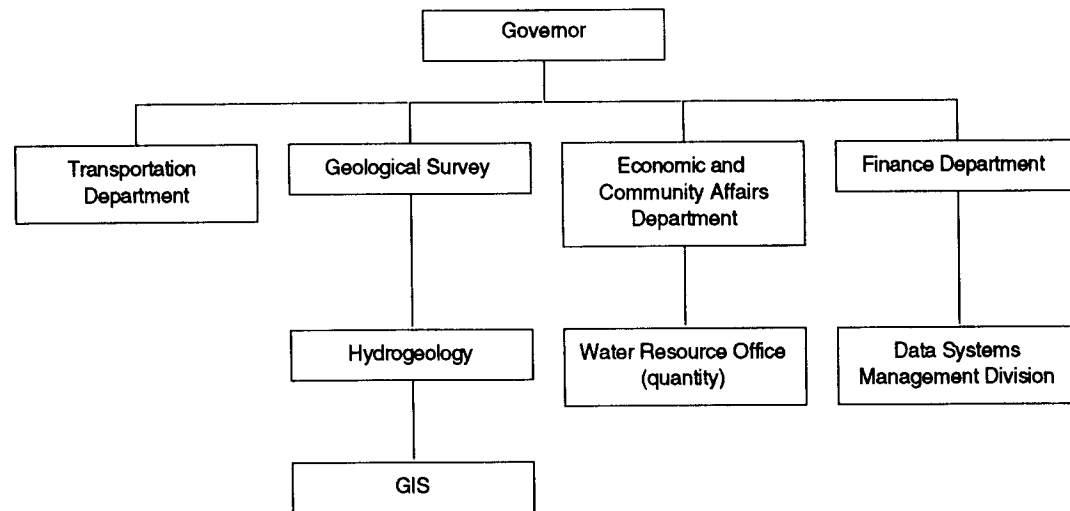 Governor
Transportation
Department
Geological Survey
Economic and
Community Affairs
Department
Finance Department
Hydrogeology
Water Resource Office
(quantity)
Data Systems
Management Division
GIS